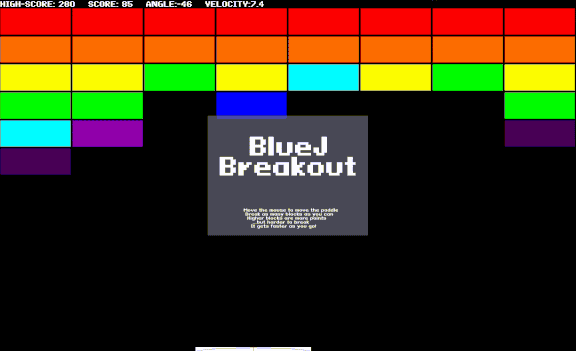 HIGH-SCORE: 280 SCORE: 85 ANGLE:-46 VELOCITY:7.4
BlueJ
Breakout
Move the mouse to move the paddle
Break as many blocks as you can
Higher blocks are more points
...but harder to break
It gets faster as you go!